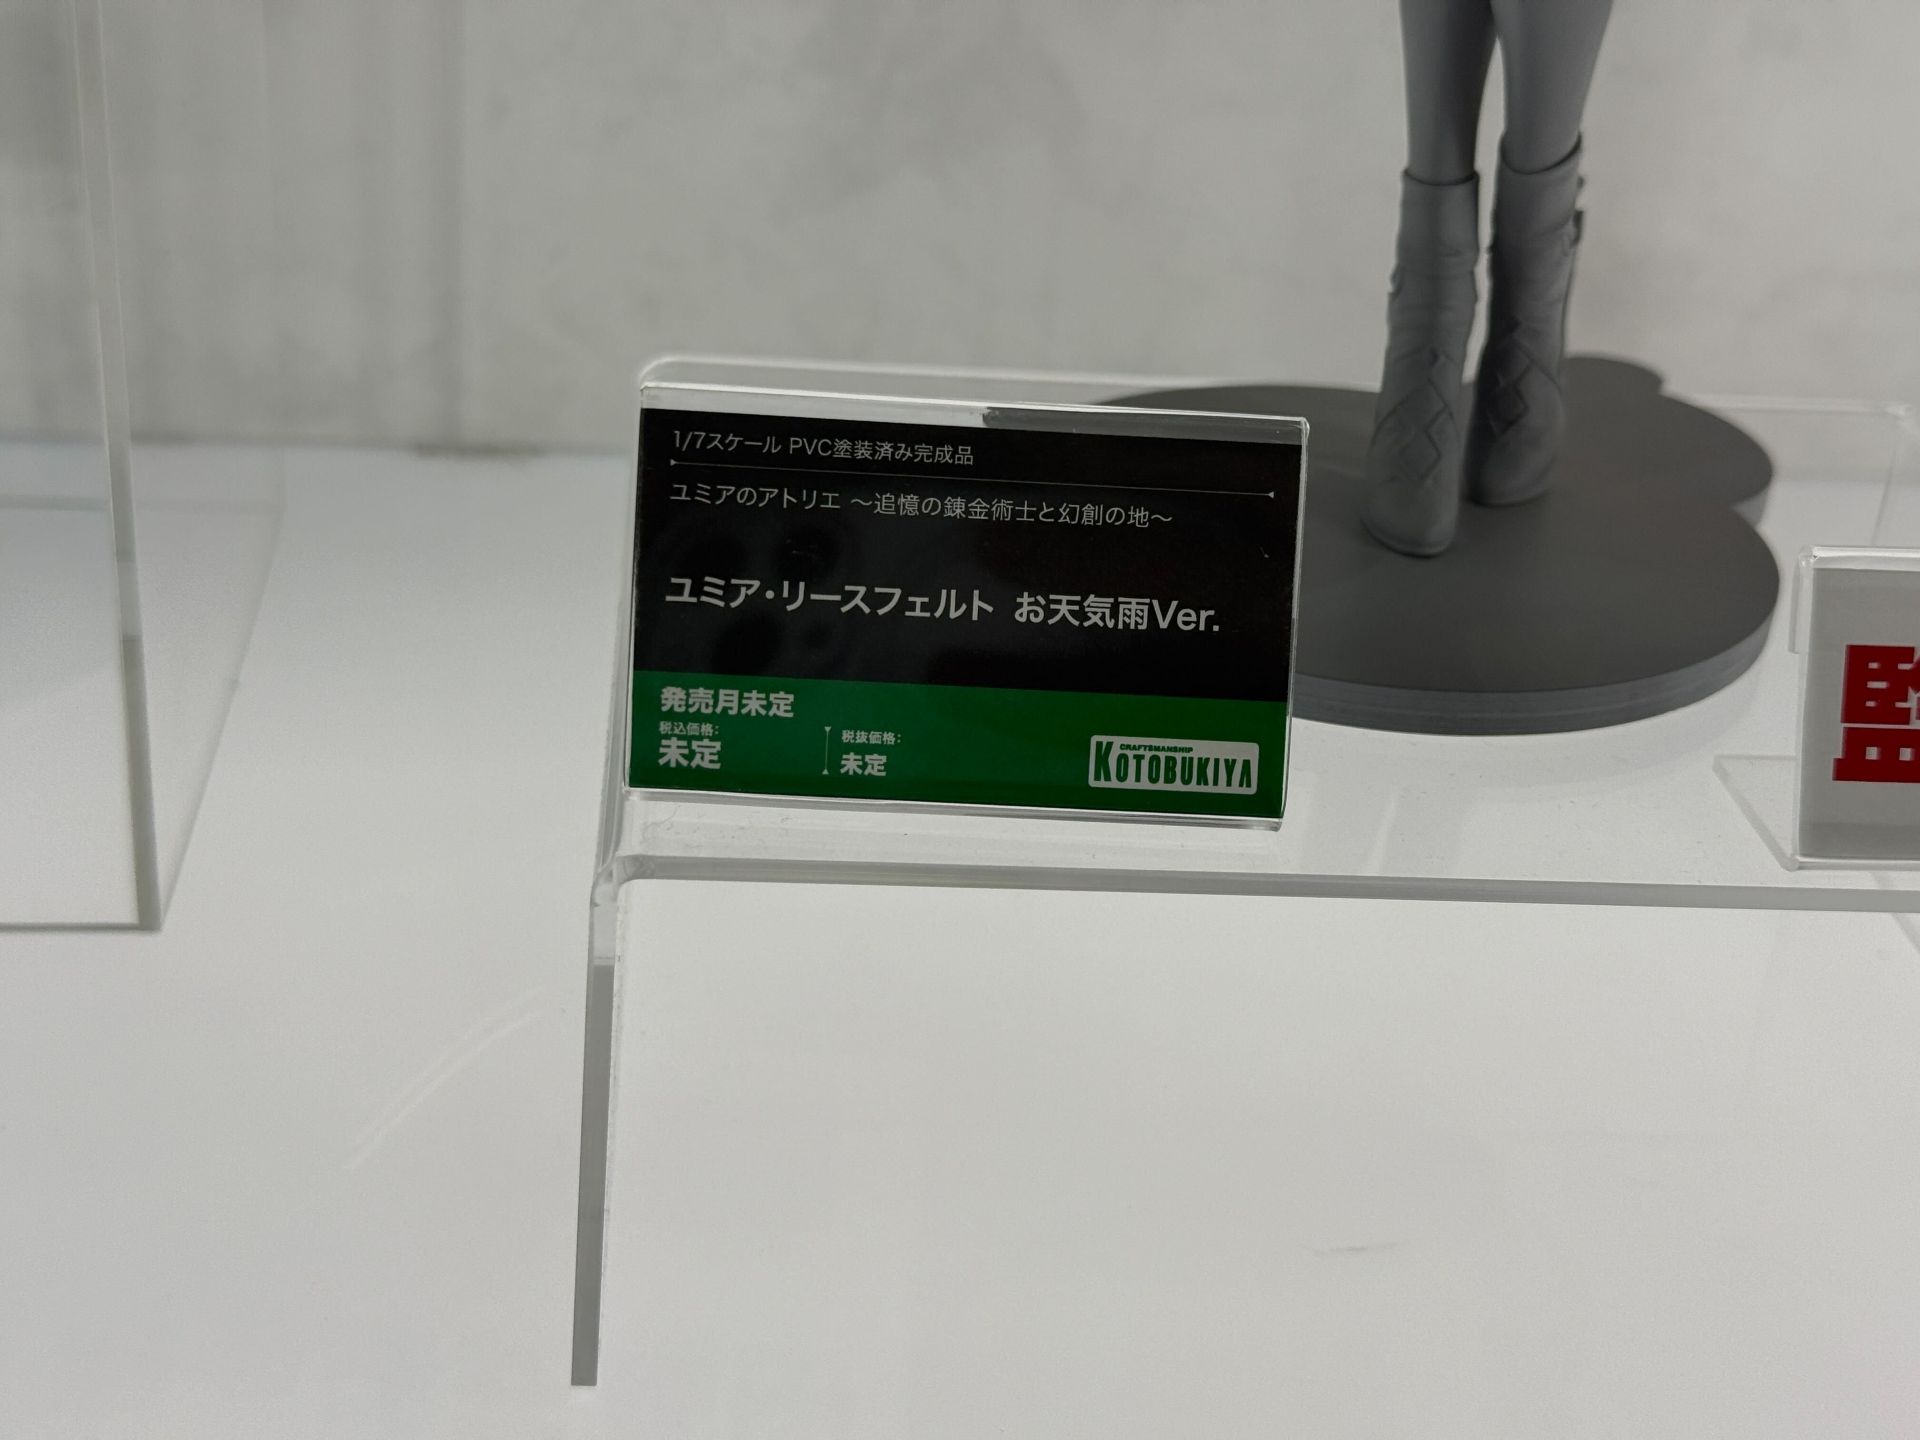 1/7スケール PVC塗装済み完成品
ユミアのアトリエ ～追憶の錬金術士と幻創の地～
ユミア・リースフェルト お天気雨Ver.
発売月未定
税込価格:
未定
税抜価格:
未定
CRAFTSMANSHIP
KOTOBUKIYA
監